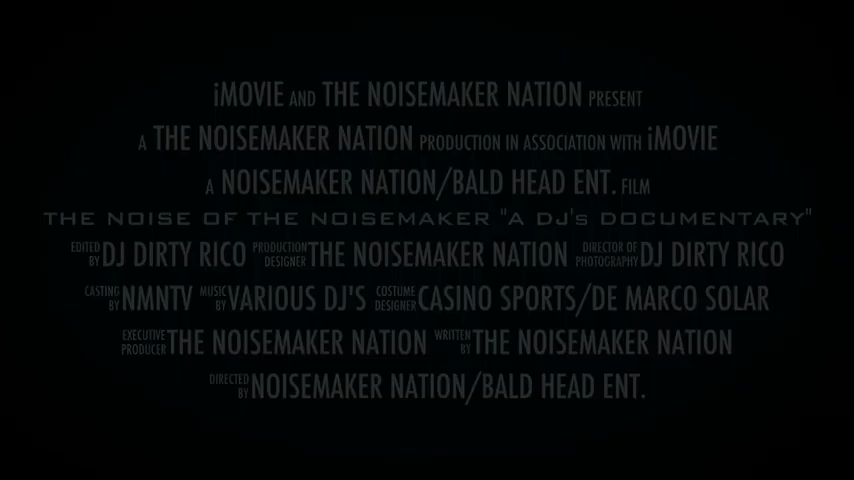 iMOVIE AND THE NOISEMAKER NATION PRESENT
A THE NOISEMAKER NATION PRODUCTION IN ASSOCIATION WITH iMOVIE
A NOISEMAKER NATION/BALD HEAD ENT. FILM
THE NOISE OF THE NOISEMAKER "A DJ's DOCUMENTARY"
EDITED BY DJ DIRTY RICO PRODUCTION DESIGNER THE NOISEMAKER NATION DIRECTOR OF PHOTOGRAPHY DJ DIRTY RICO
CASTING BY NMNTV MUSIC BY VARIOUS DJ'S COSTUME DESIGNER CASINO SPORTS/DE MARCO SOLAR
EXECUTIVE PRODUCER THE NOISEMAKER NATION WRITTEN BY THE NOISEMAKER NATION
DIRECTED BY NOISEMAKER NATION/BALD HEAD ENT.